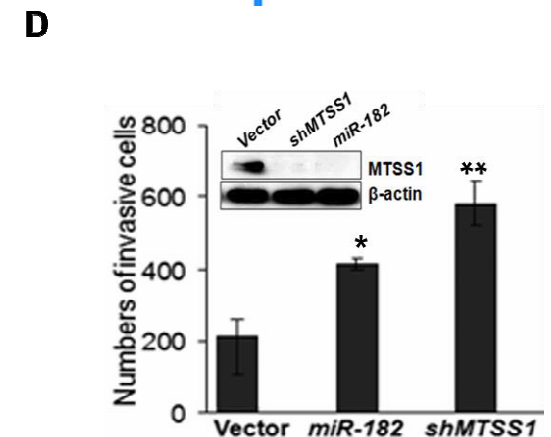 D
Numbers of invasive cells
800
600
400
200
0
Vector shMTSS1 miR-182
MTSS1
β-actin
*
**
Vector miR-182 shMTSS1